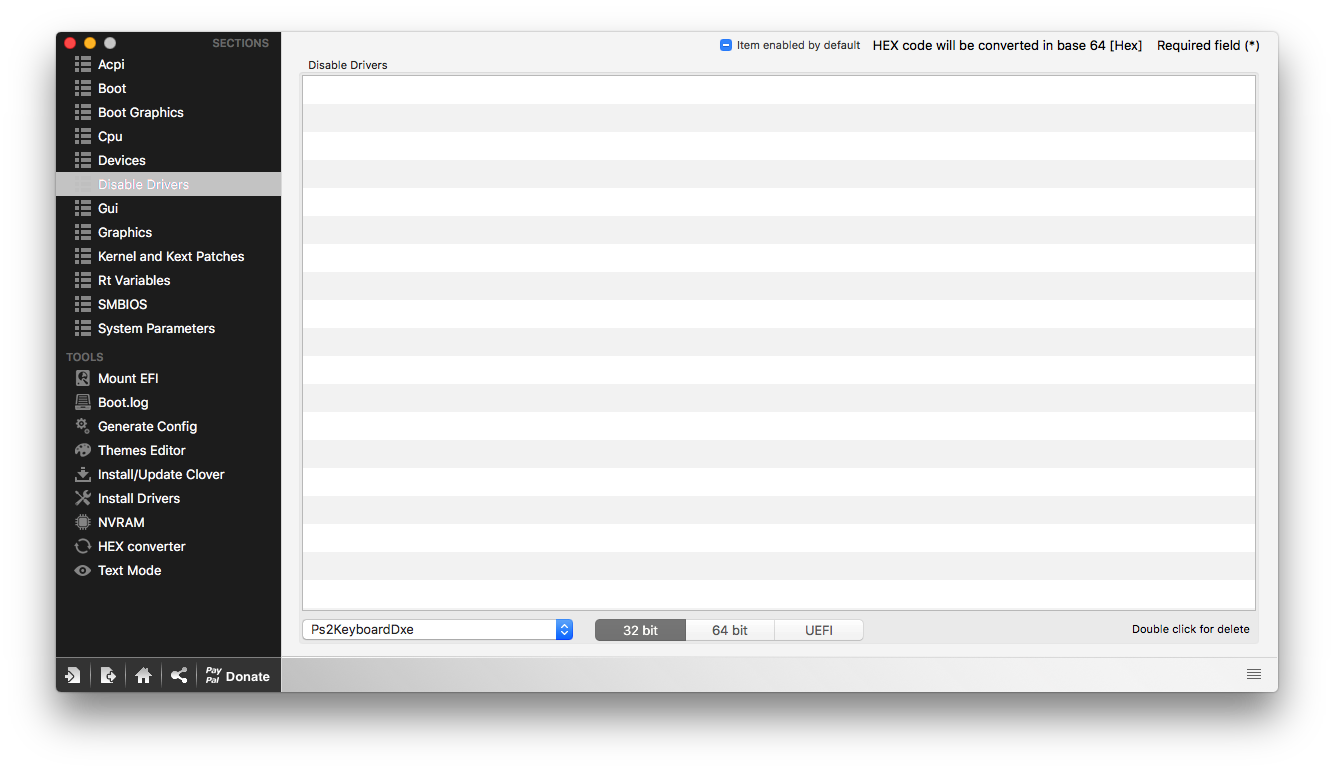 SECTIONS
Acpi
Boot
Boot Graphics
Cpu
Devices
Disable Drivers
Gui
Graphics
Kernel and Kext Patches
Rt Variables
SMBIOS
System Parameters
TOOLS
Mount EFI
Boot.log
Generate Config
Themes Editor
Install/Update Clover
Install Drivers
NVRAM
HEX converter
Text Mode
Pay
Pal
Donate
Item enabled by default HEX code will be converted in base 64 [Hex] Required field (*)
Disable Drivers
Ps2KeyboardDxe 32 bit 64 bit UEFI Double click for delete